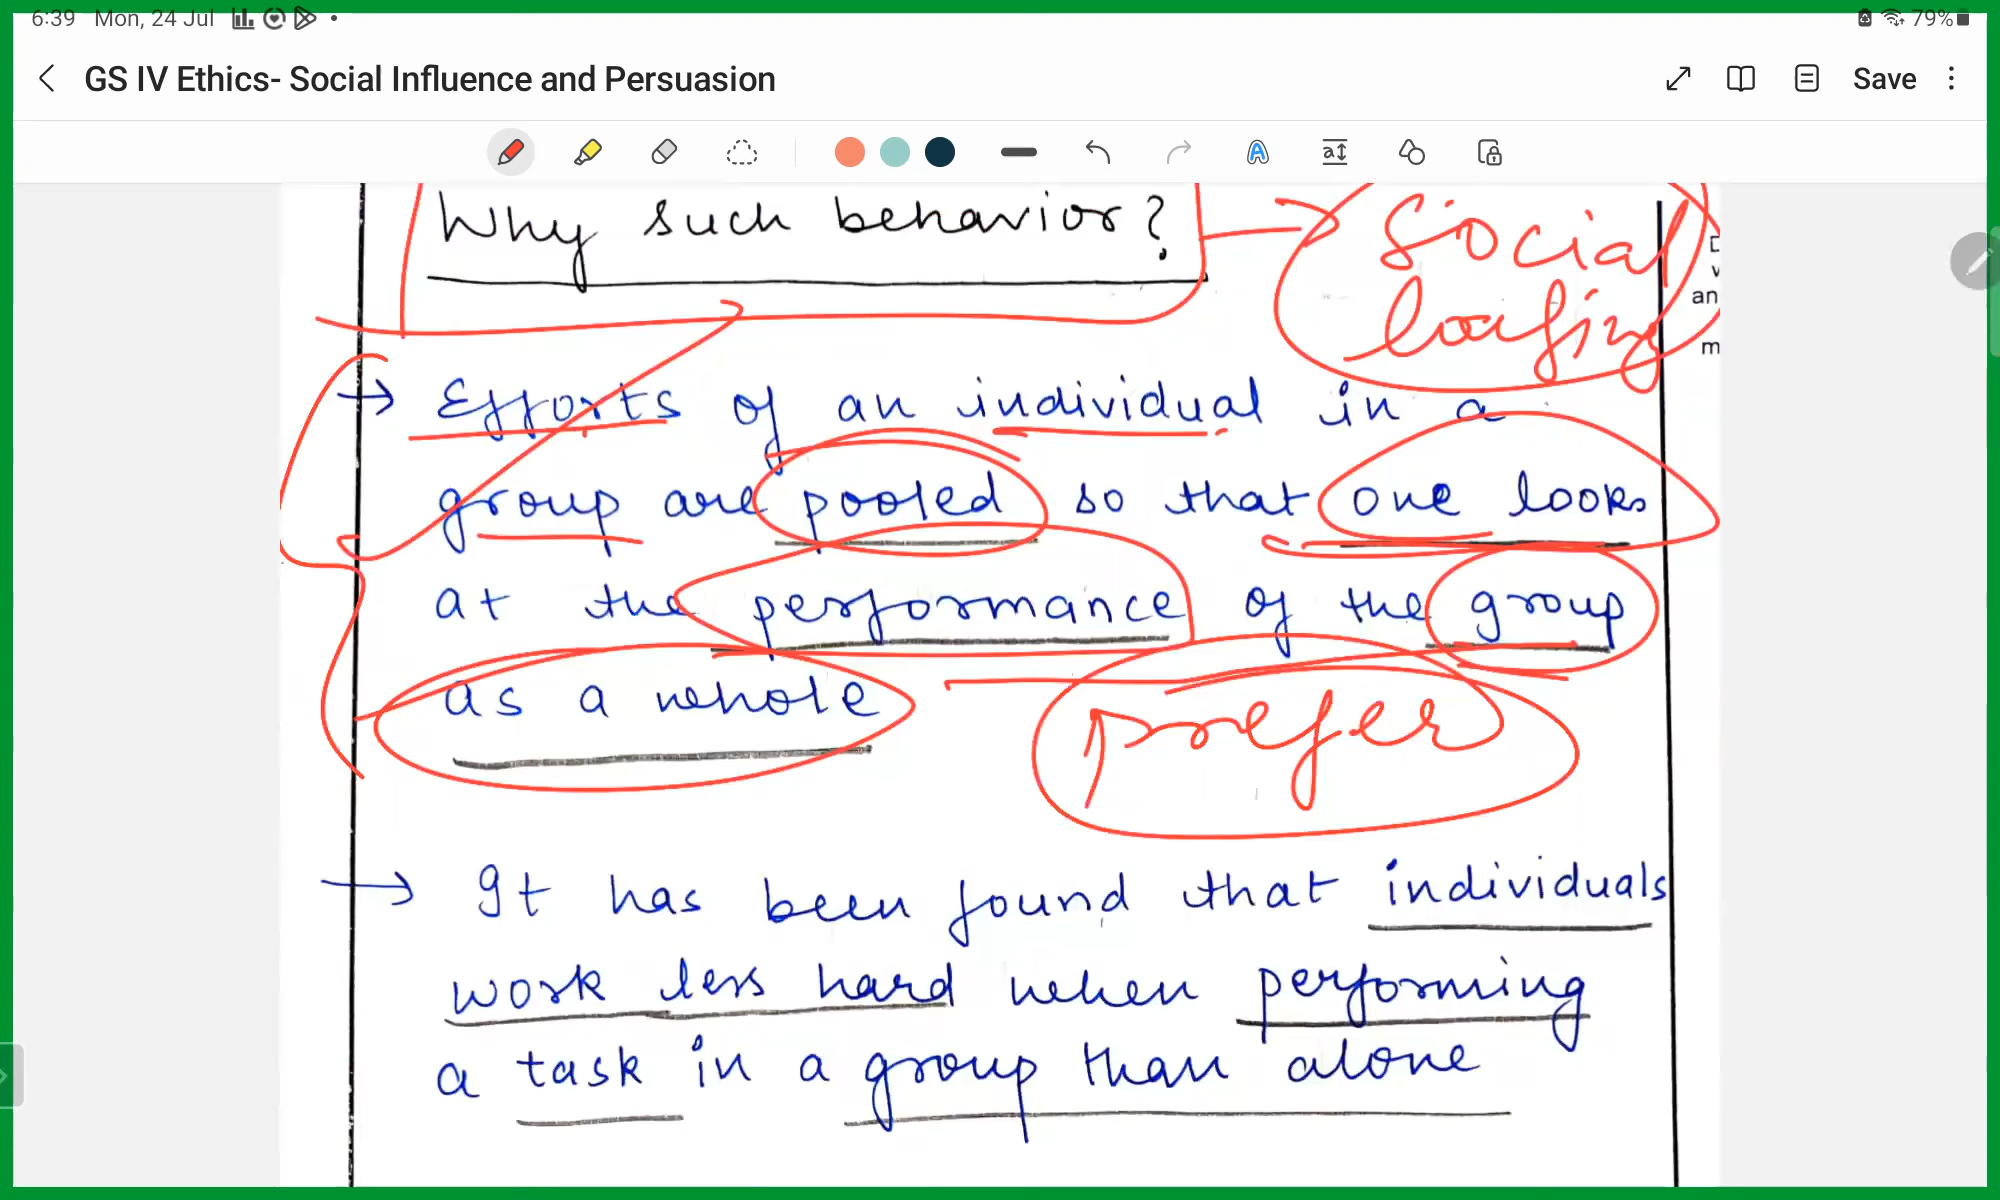 6:39 Mon, 24 Jul
79%
GS IV Ethics- Social Influence and Persuasion
Save
Why such behavior?
Social
loafing
an
m
→ Efforts of an individual in a
group are pooled so that one looks
at the performance of the group
as a whole
prefer
→ It has been found that individuals
work less hard when performing
a task in a group than alone